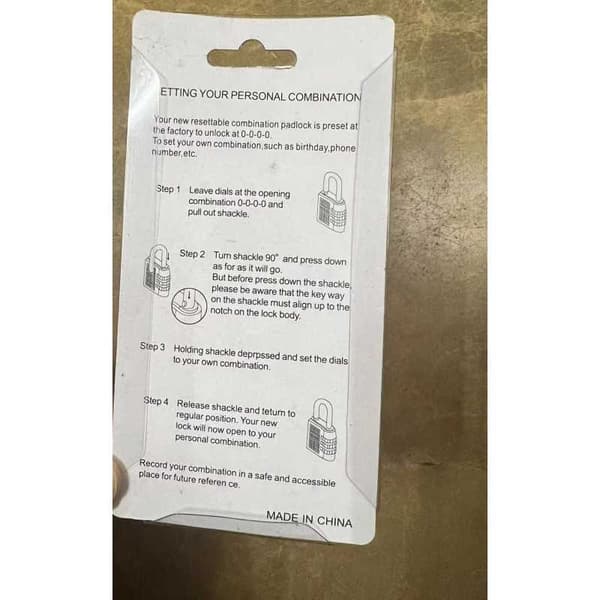 ETTING YOUR PERSONAL COMBINATION
Your new resettable combination padlock is preset at
the factory to unlock at 0-0-0-0.
To set your own combination,such as birthday,phone
number,etc.
Step 1 Leave dials at the opening
combination 0-0-0-0 and
pull out shackle.
Step 2 Turn shackle 90° and press down
as for as it will go.
But before press down the shackle,
please be aware that the key way
on the shackle must align up to the
notch on the lock body.
Step 3 Holding shackle deprpssed and set the dials
to your own combination.
Step 4 Release shackle and teturn to
regular position. Your new
lock will now open to your
personal combination.
Record your combination in a safe and accessible
place for future referen ce.
MADE IN CHINA